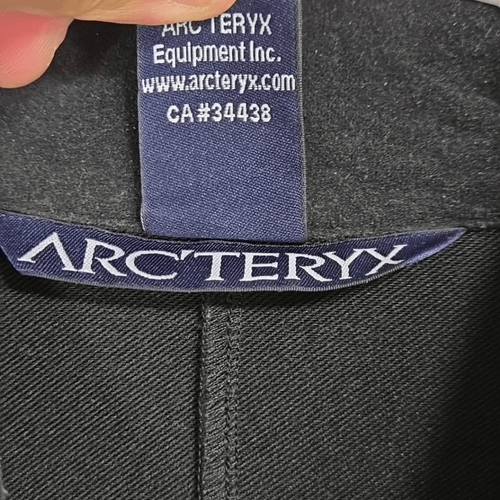 ARC'TERYX
Equipment Inc.
www.arcteryx.com
CA#34438
ARC'TERYX